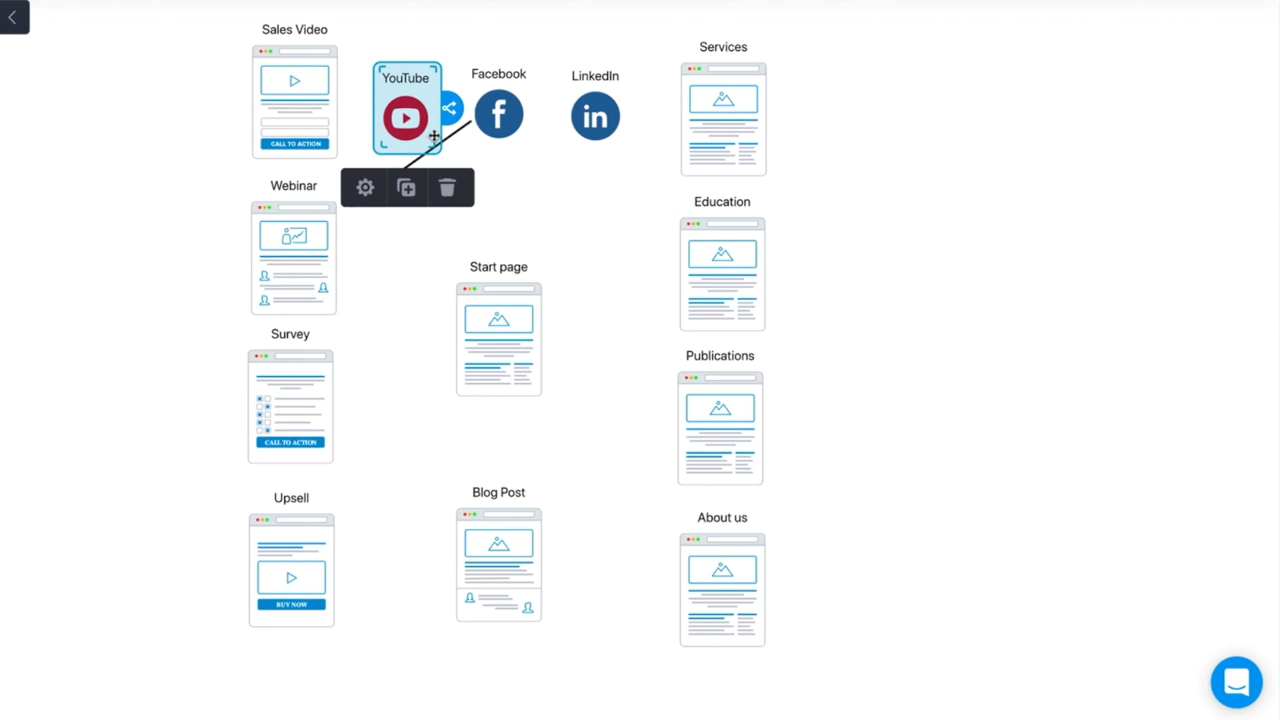 Sales Video
CALL TO ACTION
YouTube
Facebook
f
LinkedIn
in
Services
Webinar
Education
Start page
Survey
CALL TO ACTION
Publications
Upsell
BUY NOW
Blog Post
About us